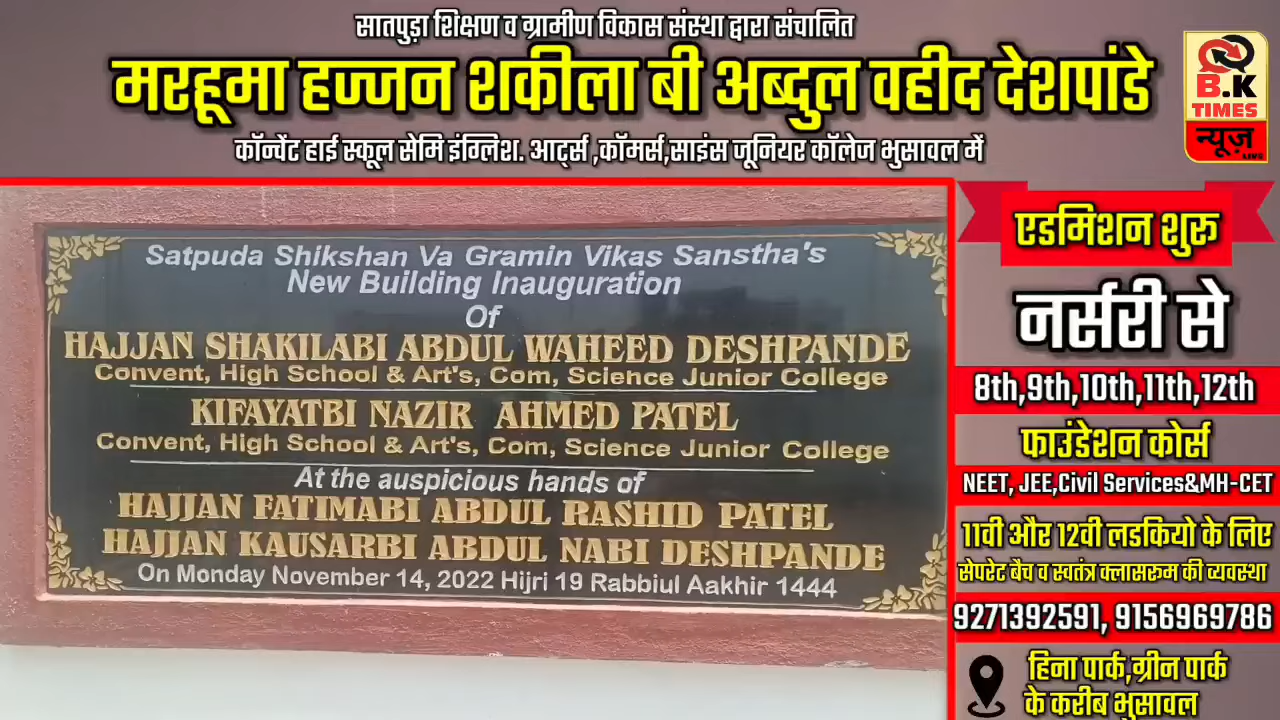 सातपुड़ा शिक्षण व ग्रामीण विकास संस्था द्वारा संचालित
मरहूमा हज्जन शकीला बी अब्दुल वहीद देशपांडे
कॉन्वेंट हाई स्कूल सेमि इंग्लिश. आर्ट्स ,कॉमर्स,साइंस जूनियर कॉलेज भुसावल में
B.K
TIMES
न्यूज़
LIVE
Satpuda Shikshan Va Gramin Vikas Sanstha's
New Building Inauguration
Of
HAJJAN SHAKILABI ABDUL WAHEED DESHPANDE
Convent, High School & Art's, Com, Science Junior College
KIFAYATBI NAZIR AHMED PATEL
Convent, High School & Art's, Com, Science Junior College
At the auspicious hands of
HAJJAN FATIMABI ABDUL RASHID PATEL
HAJJAN KAUSARBI ABDUL NABI DESHPANDE
On Monday November 14, 2022 Hijri 19 Rabbiul Aakhir 1444
एडमिशन शुरू
नर्सरी से
8th,9th,10th,11th,12th
फाउंडेशन कोर्स
NEET, JEE,Civil Services&MH-CET
11वी और 12वी लडकियो के लिए
सेपरेट बैच व स्वतंत्र क्लासरूम की व्यवस्था
9271392591, 9156969786
हिना पार्क,ग्रीन पार्क
के करीब भुसावल